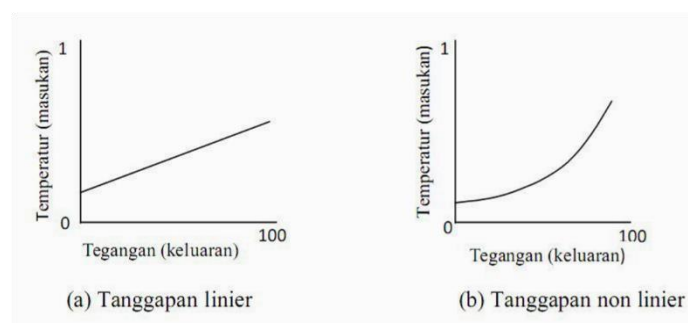 Temperatur (masukan)
1
0
100
Tegangan (keluaran)
(a) Tanggapan linier
Temperatur (masukan)
1
0
100
Tegangan (keluaran)
(b) Tanggapan non linier